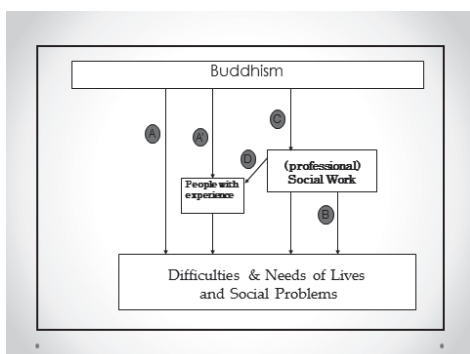 Buddhism
A
A'
C
D
(professional)
Social Work
People with
experience
B
Difficulties & Needs of Lives
and Social Problems